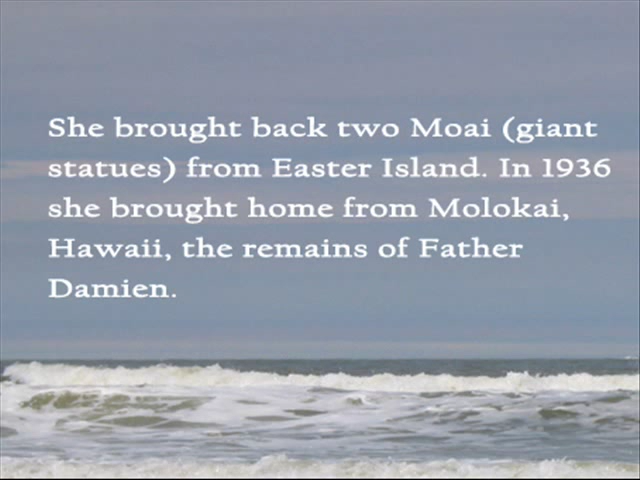 She brought back two Moai (giant
statues) from Easter Island. In 1936
she brought home from Molokai,
Hawaii, the remains of Father
Damien.